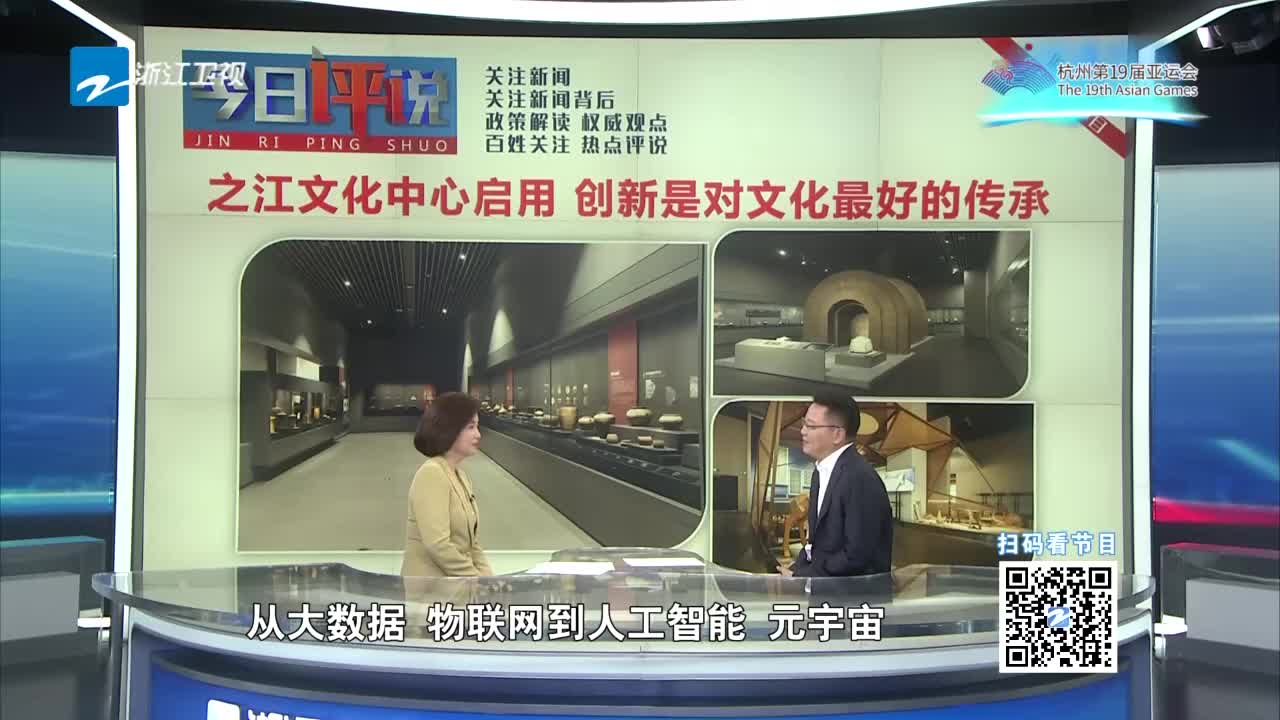 浙江卫视
今日评说
JIN RI PING SHUO
关注新闻
关注新闻背后
政策解读 权威观点
百姓关注 热点评说
杭州第19届亚运会
The 19th Asian Games
目
之江文化中心启用 创新是对文化最好的传承
扫码看节目
从大数据 物联网到人工智能 元宇宙